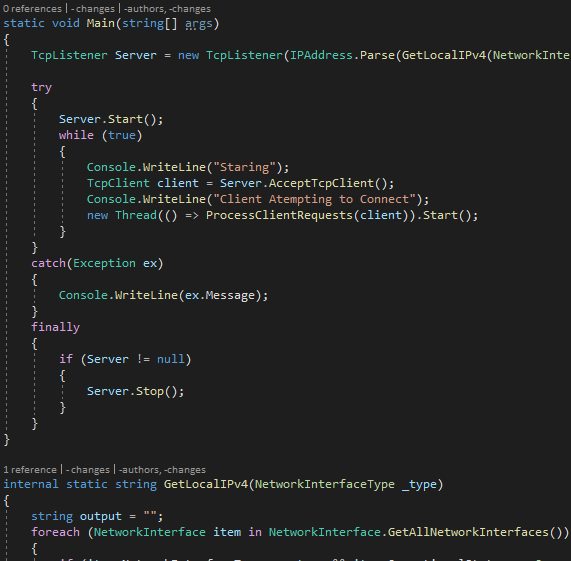 0 references | - changes | -authors, -changes
static void Main(string[] args)
{
TcpListener Server = new TcpListener(IPAddress.Parse(GetLocalIPv4(NetworkInte
try
{
Server.Start();
while (true)
{
Console.WriteLine("Staring");
TcpClient client = Server.AcceptTcpClient();
Console.WriteLine("Client Atempting to Connect");
new Thread(() => ProcessClientRequests(client)).Start();
}
}
catch(Exception ex)
{
Console.WriteLine(ex.Message);
}
finally
{
if (Server != null)
{
Server.Stop();
}
}
}
1 reference | - changes | -authors, -changes
internal static string GetLocalIPv4(NetworkInterfaceType _type)
{
string output = "";
foreach (NetworkInterface item in NetworkInterface.GetAllNetworkInterfaces())
{